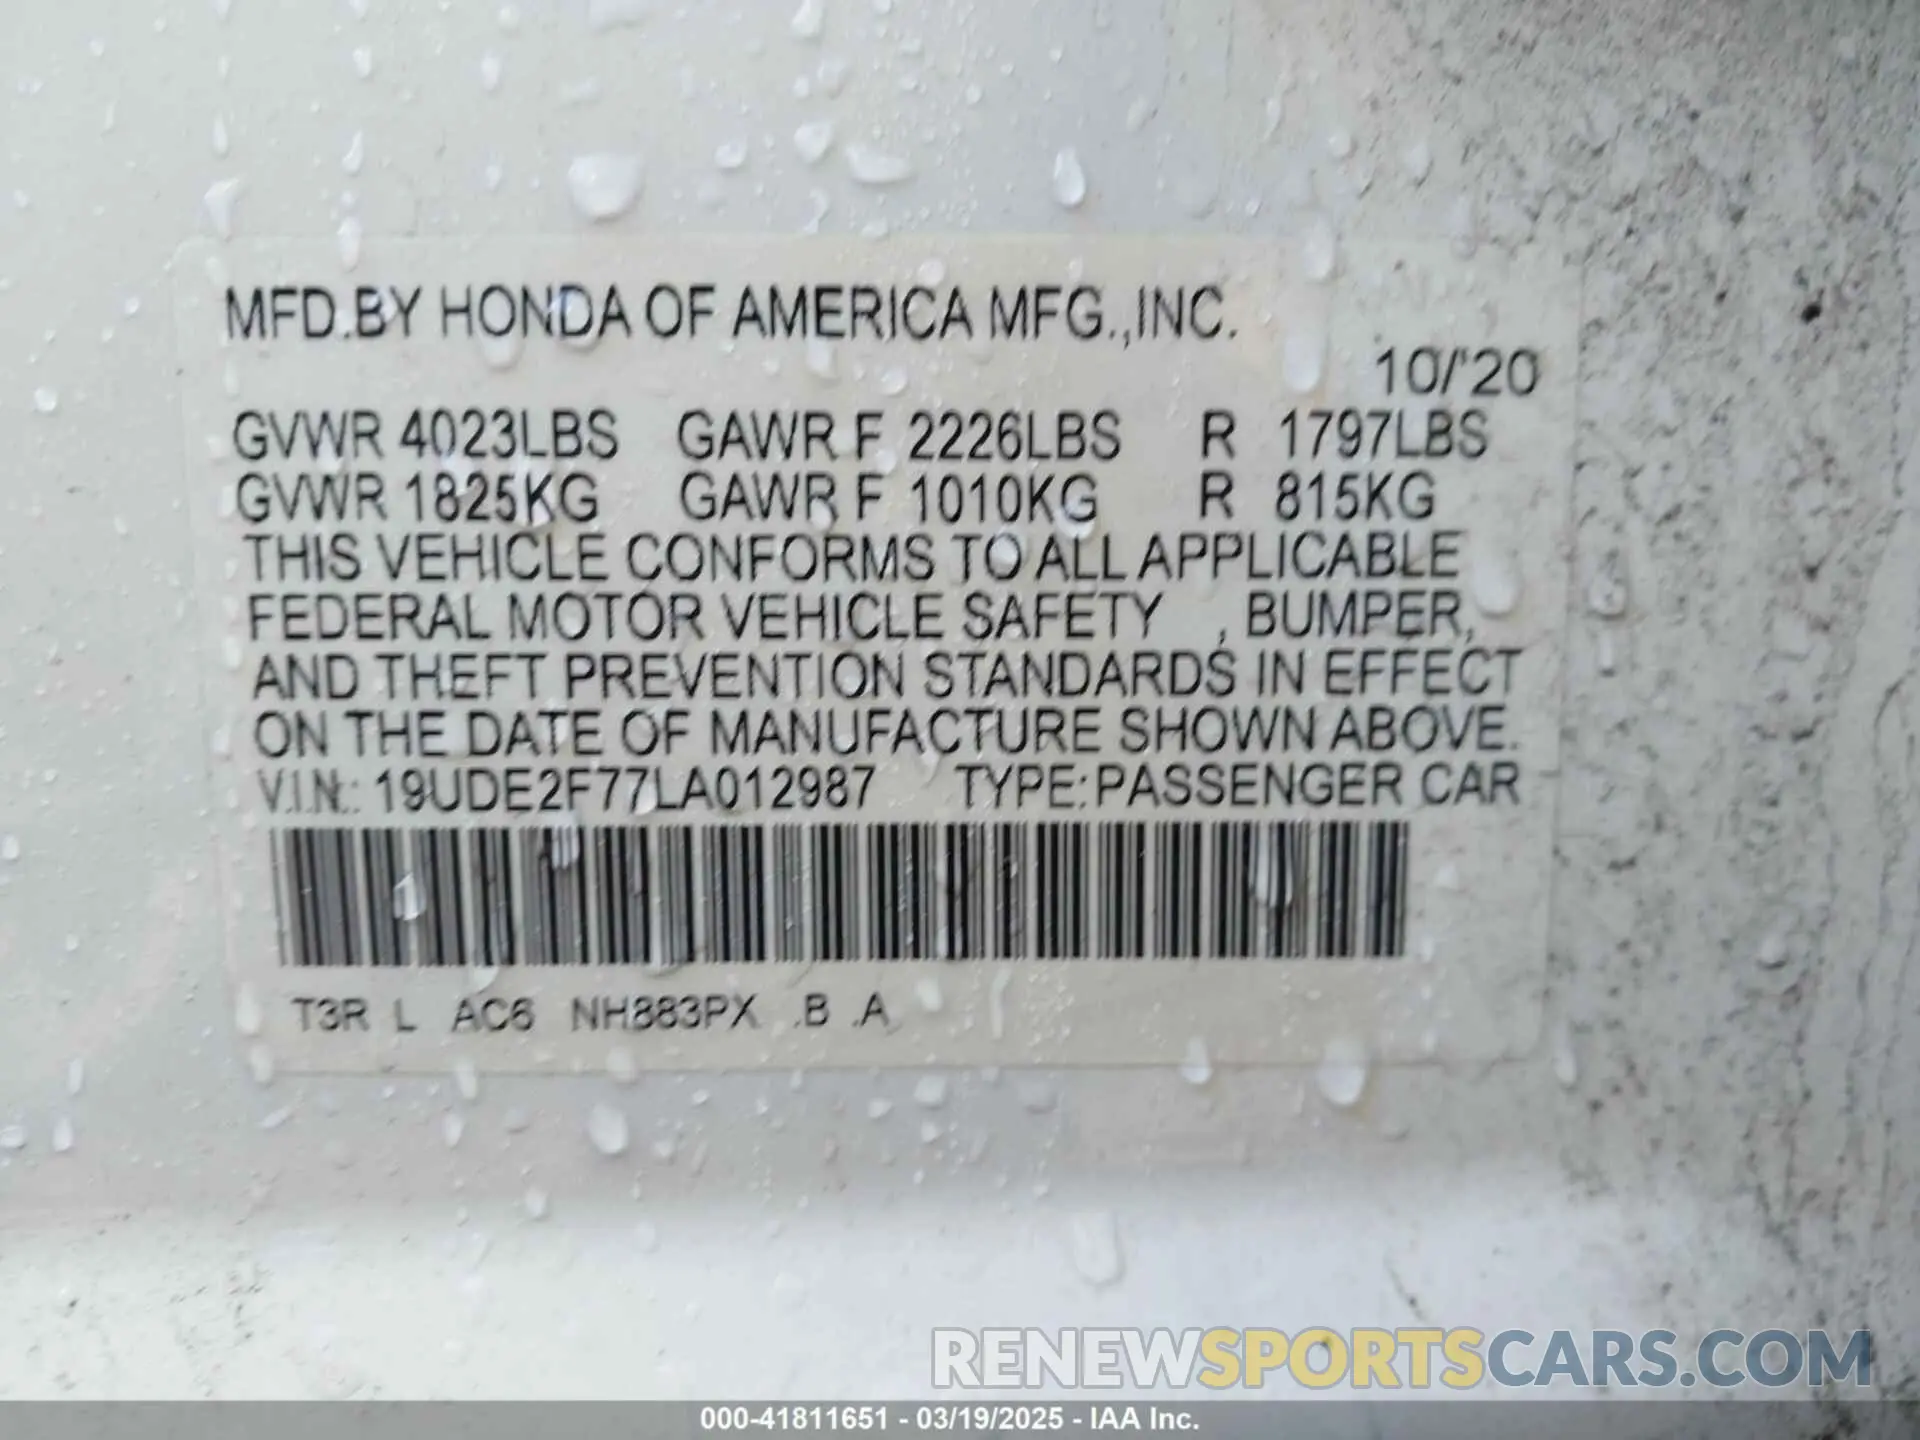 MFD.BY HONDA OF AMERICA MFG.,INC.
10/'20
GVWR 4023LBS GAWR F 2226LBS R 1797LBS
GVWR 1825KG GAWR F 1010KG R 815KG
THIS VEHICLE CONFORMS TO ALL APPLICABLE
FEDERAL MOTOR VEHICLE SAFETY , BUMPER,
AND THEFT PREVENTION STANDARDS IN EFFECT
ON THE DATE OF MANUFACTURE SHOWN ABOVE.
V.I.N.: 19UDE2F77LA012987 TYPE:PASSENGER CAR
T3R L AC6 NH883PX .B .A
RENEWSPORTSCARS.COM
000-41811651 - 03/19/2025 - IAA Inc.